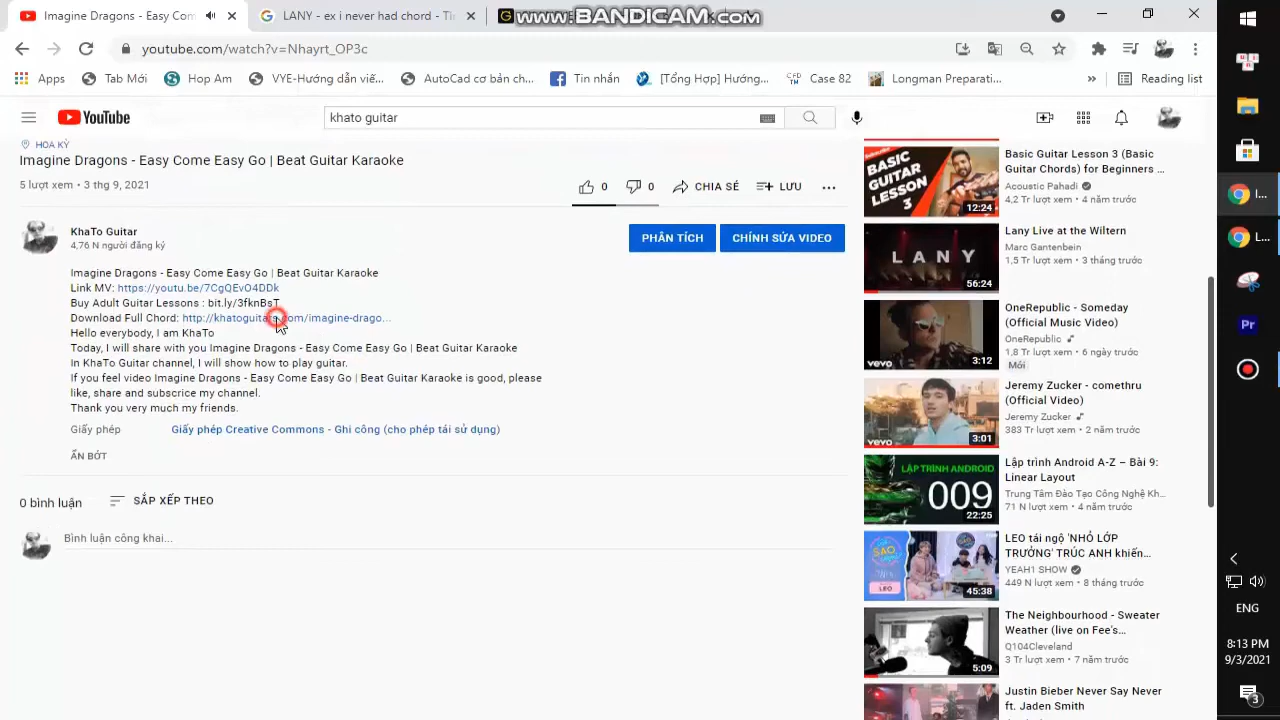 Imagine Dragons - Easy Com
LANY - ex i never had chord - Ti
www.BANDICAM.com
youtube.com/watch?v=Nhayrt_OP3c
Apps
Tab Mới
Hop Am
VYE-Hướng dẫn viế...
AutoCad cơ bản ch...
Tin nhắn
[Tổng Hợp] Hướng...
Case 82
Longman Preparati...
»
Reading list
YouTube
khato guitar
HOA KỲ
Imagine Dragons - Easy Come Easy Go | Beat Guitar Karaoke
5 lượt xem • 3 thg 9, 2021
0
0
CHIA SẺ
LƯU
KhaTo Guitar
4,76 N người đăng ký
PHÂN TÍCH
CHỈNH SỬA VIDEO
Imagine Dragons - Easy Come Easy Go | Beat Guitar Karaoke
Link MV: https://youtu.be/7CgQEvO4DDk
Buy Adult Guitar Lessons : bit.ly/3fknBsT
Download Full Chord: http://khatoguita.com/imagine-drago...
Hello everybody, I am KhaTo
Today, I will share with you Imagine Dragons - Easy Come Easy Go | Beat Guitar Karaoke
In KhaTo Guitar channel, I will show how to play guitar.
If you feel video Imagine Dragons - Easy Come Easy Go | Beat Guitar Karaoke is good, please
like, share and subscrice my channel.
Thank you very much my friends.
Giấy phép
Giấy phép Creative Commons - Ghi công (cho phép tái sử dụng)
ẨN BỚT
0 bình luận
SẮP XẾP THEO
Bình luận công khai...
BASIC
GUITAR
LESSON
3
12:24
Basic Guitar Lesson 3 (Basic
Guitar Chords) for Beginners ...
Acoustic Pahadi
4,2 Tr lượt xem • 4 năm trước
LANY
56:24
Lany Live at the Wiltern
Marc Gantenbein
1,5 Tr lượt xem • 3 tháng trước
vevo
3:12
OneRepublic - Someday
(Official Music Video)
OneRepublic
1,8 Tr lượt xem • 6 ngày trước
Mới
vevo
3:01
Jeremy Zucker - comethru
(Official Video)
Jeremy Zucker
383 Tr lượt xem • 2 năm trước
LẬP TRÌNH ANDROID
009
22:25
Lập trình Android A-Z – Bài 9:
Linear Layout
Trung Tâm Đào Tạo Công Nghệ Kh...
71 N lượt xem • 4 năm trước
SAO
LEO
45:38
LEO tái ngộ 'NHỎ LỚP
TRƯỞNG' TRÚC ANH khiến...
YEAH1 SHOW
449 N lượt xem • 8 tháng trước
5:09
The Neighbourhood - Sweater
Weather (live on Fee's...
Q104Cleveland
3 Tr lượt xem • 7 năm trước
Justin Bieber Never Say Never
ft. Jaden Smith
I...
L...
Pr
ENG
8:13 PM
9/3/2021
3